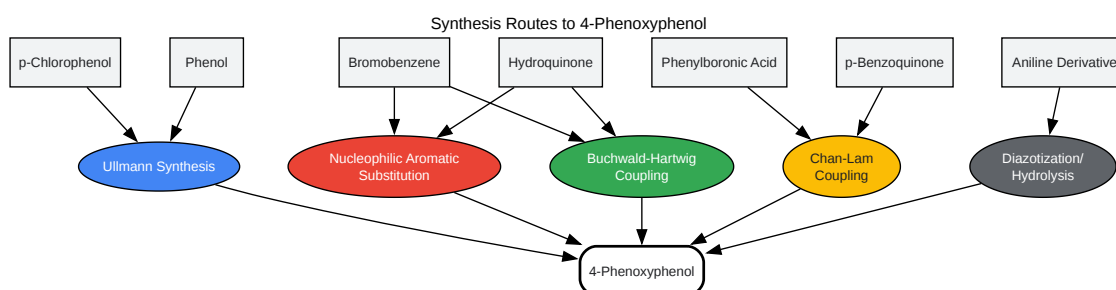 Synthesis Routes to 4-Phenoxyphenol
p-Chlorophenol
Phenol
Bromobenzene
Hydroquinone
Phenylboronic Acid
p-Benzoquinone
Aniline Derivative
Ullmann Synthesis
Nucleophilic Aromatic
Substitution
Buchwald-Hartwig
Coupling
Chan-Lam
Coupling
Diazotization/
Hydrolysis
4-Phenoxyphenol